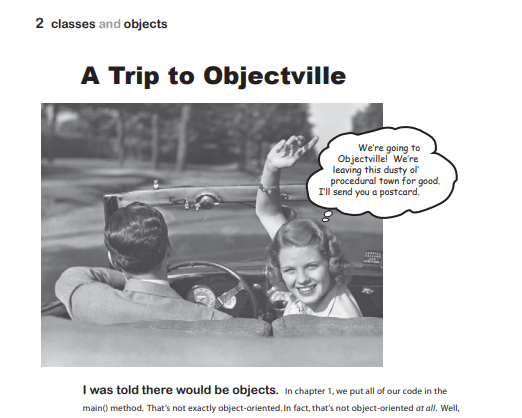 2 classes and objects
A Trip to Objectville
We're going to
Objectville! We're
leaving this dusty ol'
procedural town for good.
I'll send you a postcard.
I was told there would be objects. In chapter 1, we put all of our code in the
main() method. That's not exactly object-oriented. In fact, that's not object-oriented at all. Well,